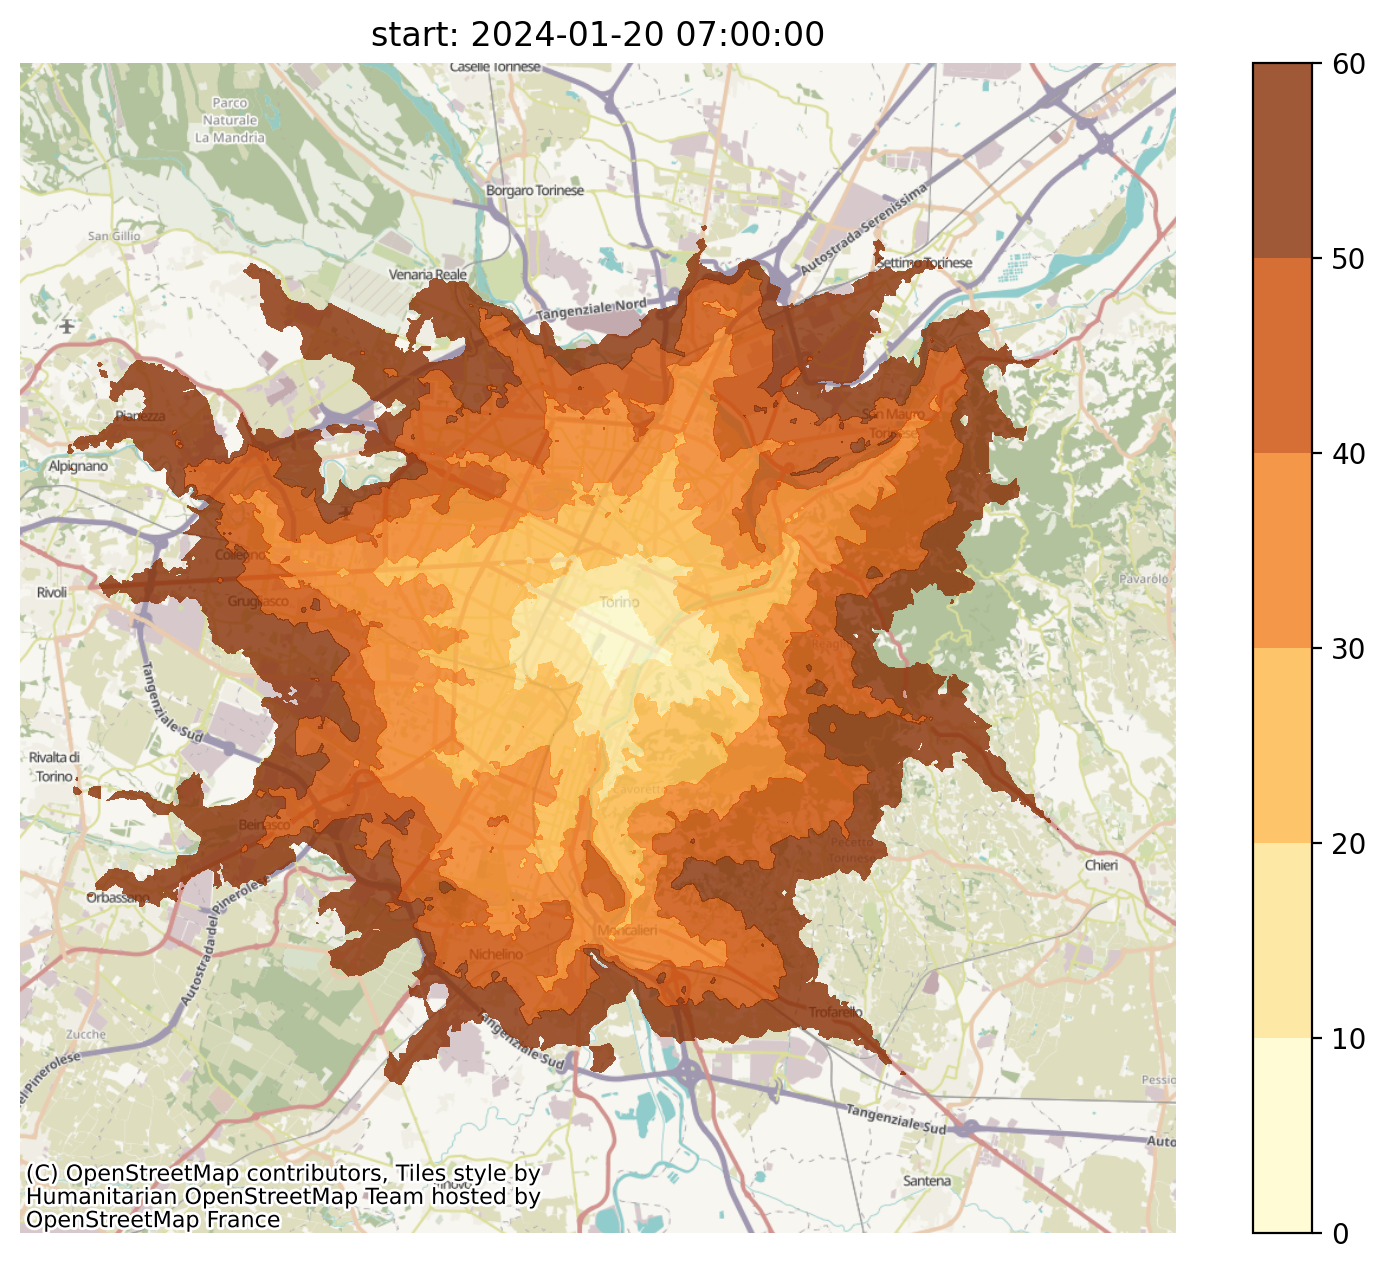 start: 2024-01-20 07:00:00
60
Caselle Torinese
Parco
Naturale
La Mandria
Borgaro Torinese
Autostrada Serenissima
San Gillio
Venaria Reale
Settimo Torinese
50
Tangenziale Nord
Pianezza
San Mauro
Torinese
40
Alpignano
Collegno
Pavarolo
Rivoli
Grugliasco
Torino
30
Tangenziale Sud
Rivalta di
Torino
Cavoretto
Beinasco
Pecetto
Torinese
20
Chieri
Orbassano
Autostrada del Pinerolese
Moncalieri
Nichelino
Trofarello
Tangenziale Sud
Zucche
10
del Pinerolese
Pessio
Tangenziale Sud
Auto
Santena
(C) OpenStreetMap contributors, Tiles style by
Humanitarian OpenStreetMap Team hosted by
OpenStreetMap France
0